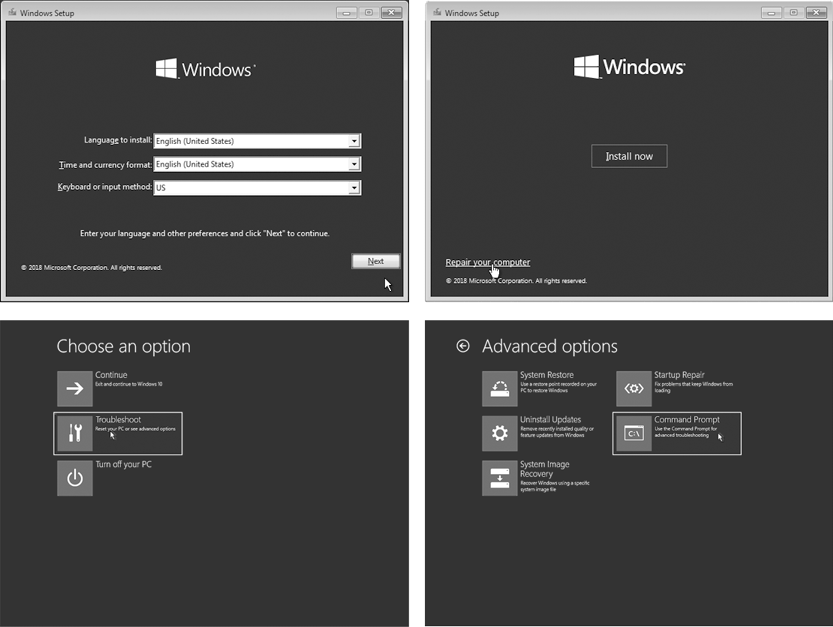 Windows Setup
Windows
Language to install: English (United States)
Time and currency format: English (United States)
Keyboard or input method: US
Enter your language and other preferences and click "Next" to continue.
Next
© 2018 Microsoft Corporation. All rights reserved.
Windows Setup
Windows
Install now
Repair your computer
© 2018 Microsoft Corporation. All rights reserved.
Choose an option
Continue
Exit and continue to Windows 10
Troubleshoot
Reset your PC or see advanced options
Turn off your PC
Advanced options
System Restore
Use a restore point recorded on your
PC to restore Windows
Uninstall Updates
Remove recently installed quality or
feature updates from Windows
System Image
Recovery
Recover Windows using a specific
system image file
Startup Repair
Fix problems that keep Windows from
loading
C:\
Command Prompt
Use the Command Prompt for
advanced troubleshooting